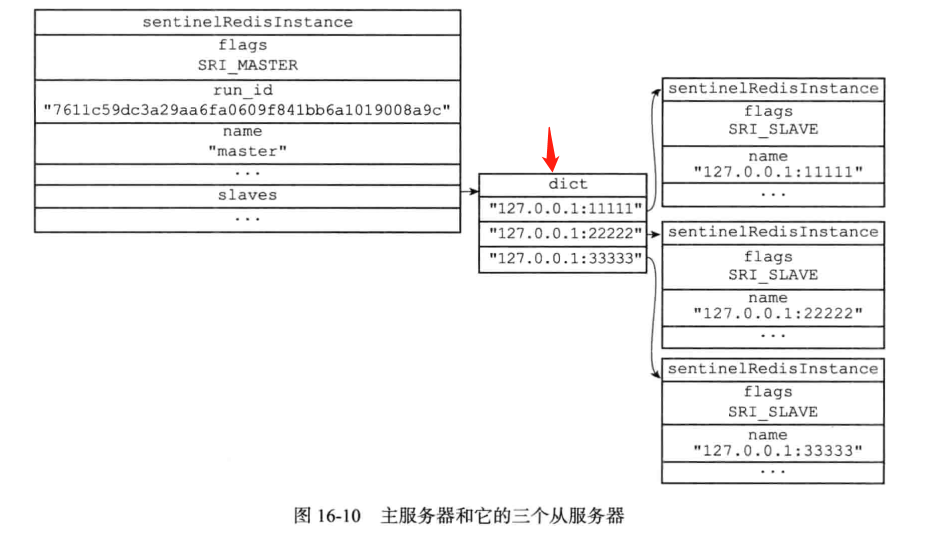 sentinelRedisInstance
flags
SRI_MASTER
run_id
"7611c59dc3a29aa6fa0609f841bb6a1019008a9c"
name
"master"
...
slaves
...
dict
"127.0.0.1:11111"
"127.0.0.1:22222"
"127.0.0.1:33333"
sentinelRedisInstance
flags
SRI_SLAVE
name
"127.0.0.1:11111"
...
sentinelRedisInstance
flags
SRI_SLAVE
name
"127.0.0.1:22222"
...
sentinelRedisInstance
flags
SRI_SLAVE
name
"127.0.0.1:33333"
...
图 16-10 主服务器和它的三个从服务器